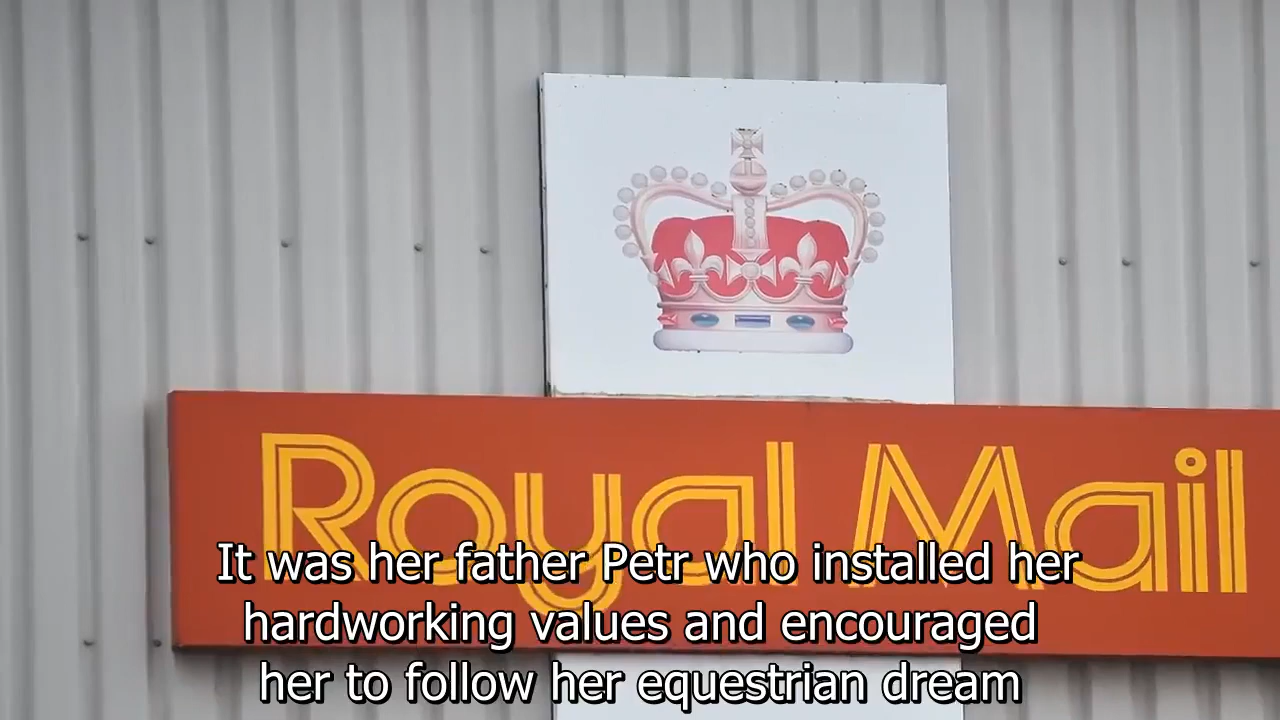 Royal Mail
It was her father Petr who installed her
hardworking values and encouraged
her to follow her equestrian dream